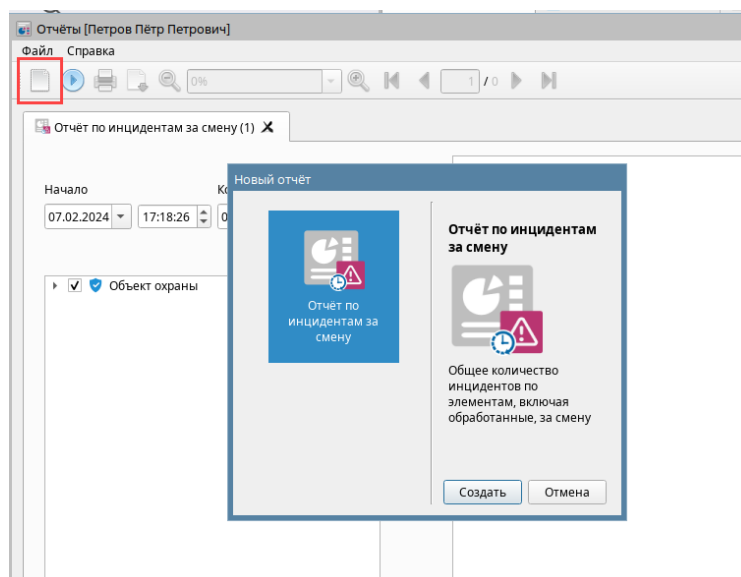 Отчёты [Петров Пётр Петрович]
Файл Справка
0%
1 / 0
Отчёт по инцидентам за смену (1)
Новый отчёт
Начало
07.02.2024 17:18:26
Объект охраны
Отчёт по
инцидентам за
смену
Отчёт по инцидентам
за смену
Общее количество
инцидентов по
элементам, включая
обработанные, за смену
Создать Отмена